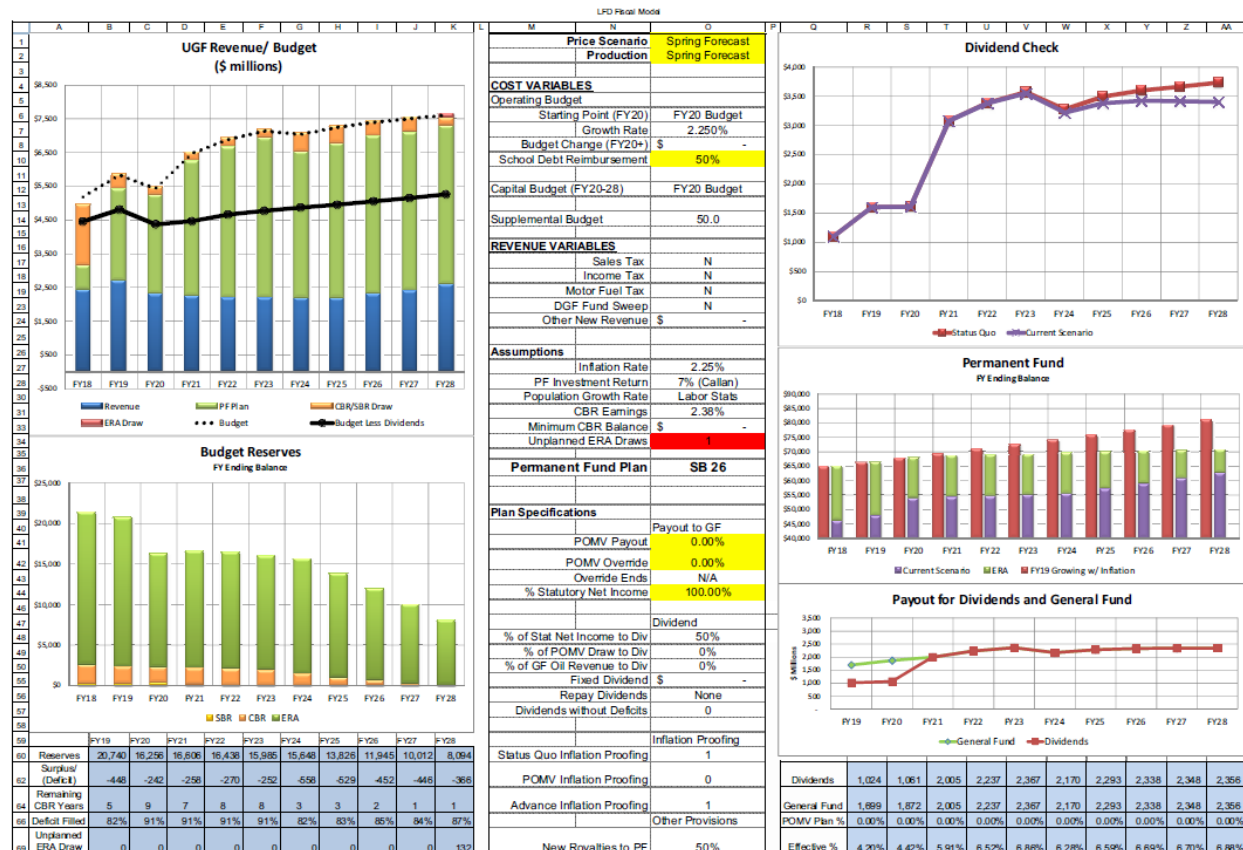 LFD Fiscal Model
A B C D E F G H I J K L M N O P Q R S T U V W X Y Z AA
UGF Revenue/ Budget
($ millions)
$8,500
$7,500
$6,500
$5,500
$4,500
$3,500
$2,500
$1,500
$500
-$500
FY18 FY19 FY20 FY21 FY22 FY23 FY24 FY25 FY26 FY27 FY28
Revenue PF Plan CBR/SBR Draw
ERA Draw Budget Budget Less Dividends
Budget Reserves
FY Ending Balance
$25,000
$20,000
$15,000
$10,000
$5,000
$0
FY18 FY19 FY20 FY21 FY22 FY23 FY24 FY25 FY26 FY27 FY28
SBR CBR ERA
FY19 FY20 FY21 FY22 FY23 FY24 FY25 FY26 FY27 FY28
Reserves 20,740 16,256 16,606 16,436 15,985 15,648 13,826 11,945 10,012 8,094
Surplus/
(Deficit) -448 -242 -258 -270 -252 -558 -529 -452 -446 -366
Remaining
CBR Years 5 9 7 8 8 3 3 2 1 1
Deficit Filled 82% 91% 91% 91% 91% 82% 83% 85% 84% 87%
Unplanned
ERA Draw 0 0 0 0 0 0 0 0 0 132
Price Scenario Spring Forecast
Production Spring Forecast
COST VARIABLES
Operating Budget
Starting Point (FY20) FY20 Budget
Growth Rate 2.250%
Budget Change (FY20+) $ -
School Debt Reimbursement 50%
Capital Budget (FY20-28) FY20 Budget
Supplemental Budget 50.0
REVENUE VARIABLES
Sales Tax N
Income Tax N
Motor Fuel Tax N
DGF Fund Sweep N
Other New Revenue $ -
Assumptions
Inflation Rate 2.25%
PF Investment Return 7% (Callan)
Population Growth Rate Labor Stats
CBR Earnings 2.38%
Minimum CBR Balance $ -
Unplanned ERA Draws 1
Permanent Fund Plan SB 26
Plan Specifications
Payout to GF
POMV Payout 0.00%
POMV Override 0.00%
Override Ends N/A
% Statutory Net Income 100.00%
Dividend
% of Stat Net Income to Div 50%
% of POMV Draw to Div 0%
% of GF Oil Revenue to Div 0%
Fixed Dividend $ -
Repay Dividends None
Dividends without Deficits 0
Inflation Proofing
Status Quo Inflation Proofing 1
POMV Inflation Proofing 0
Advance Inflation Proofing 1
Other Provisions
New Royalties to PF 50%
Dividend Check
$4,000
$3,500
$3,000
$2,500
$2,000
$1,500
$1,000
$500
$0
FY18 FY19 FY20 FY21 FY22 FY23 FY24 FY25 FY26 FY27 FY28
Status Quo Current Scenario
Permanent Fund
FY Ending Balance
$90,000
$85,000
$80,000
$75,000
$70,000
$65,000
$60,000
$55,000
$50,000
$45,000
$40,000
FY18 FY19 FY20 FY21 FY22 FY23 FY24 FY25 FY26 FY27 FY28
Current Scenario ERA FY19 Growing w/ Inflation
Payout for Dividends and General Fund
$ Millions
3,500
3,000
2,500
2,000
1,500
1,000
500
-
FY19 FY20 FY21 FY22 FY23 FY24 FY25 FY26 FY27 FY28
General Fund Dividends
Dividends 1,024 1,061 2,005 2,237 2,367 2,170 2,293 2,338 2,348 2,356
General Fund 1,699 1,872 2,005 2,237 2,367 2,170 2,293 2,338 2,348 2,356
POMV Plan % 0.00% 0.00% 0.00% 0.00% 0.00% 0.00% 0.00% 0.00% 0.00% 0.00%
Effective % 4.20% 4.42% 5.91% 6.52% 6.86% 6.28% 6.59% 6.69% 6.70% 6.88%